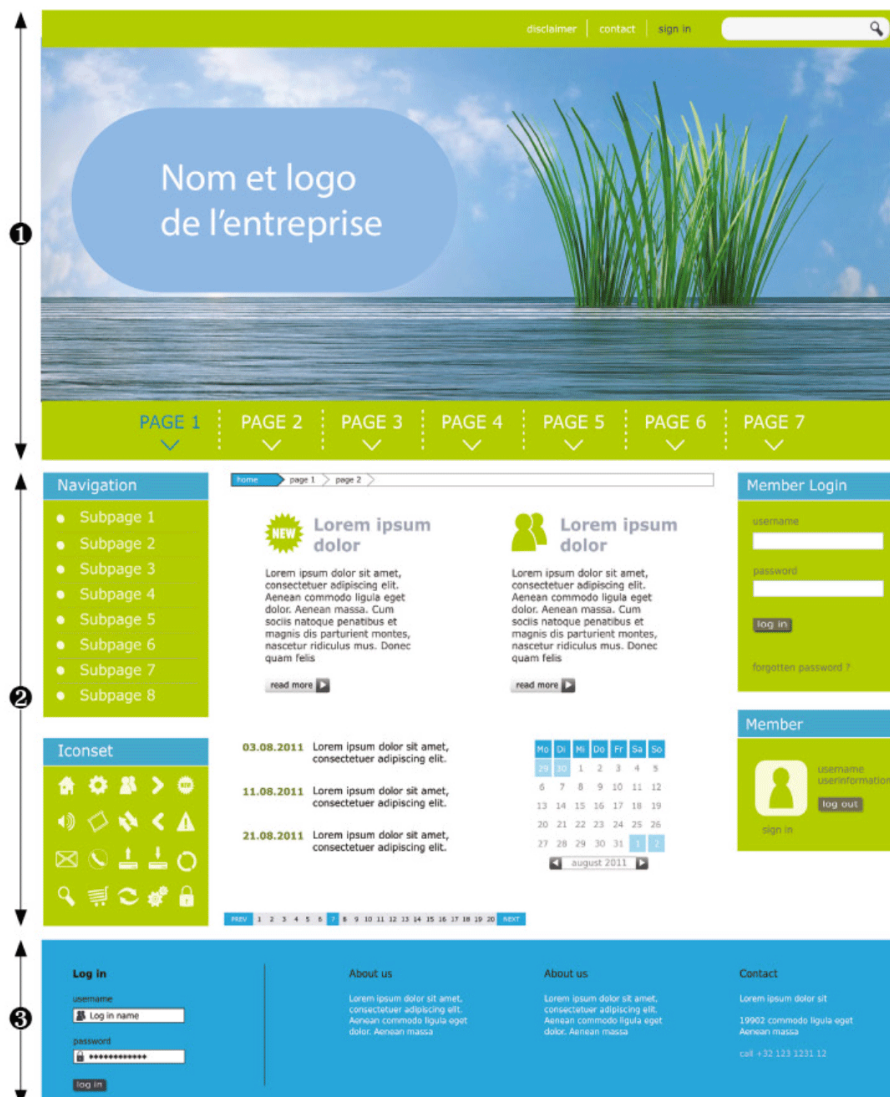 disclaimer contact sign in
❶
Nom et logo
de l'entreprise
PAGE 1 PAGE 2 PAGE 3 PAGE 4 PAGE 5 PAGE 6 PAGE 7
❷
Navigation
Subpage 1
Subpage 2
Subpage 3
Subpage 4
Subpage 5
Subpage 6
Subpage 7
Subpage 8
Iconset
NEW
home page 1 page 2
NEW
Lorem ipsum
dolor
Lorem ipsum dolor sit amet,
consectetuer adipiscing elit.
Aenean commodo ligula eget
dolor. Aenean massa. Cum
sociis natoque penatibus et
magnis dis parturient montes,
nascetur ridiculus mus. Donec
quam felis
read more
Lorem ipsum
dolor
Lorem ipsum dolor sit amet,
consectetuer adipiscing elit.
Aenean commodo ligula eget
dolor. Aenean massa. Cum
sociis natoque penatibus et
magnis dis parturient montes,
nascetur ridiculus mus. Donec
quam felis
read more
03.08.2011 Lorem ipsum dolor sit amet,
consectetuer adipiscing elit.
11.08.2011 Lorem ipsum dolor sit amet,
consectetuer adipiscing elit.
21.08.2011 Lorem ipsum dolor sit amet,
consectetuer adipiscing elit.
Mo Di Mi Do Fr Sa So
29 30 1 2 3 4 5
6 7 8 9 10 11 12
13 14 15 16 17 18 19
20 21 22 23 24 25 26
27 28 29 30 31 1 2
august 2011
PREV 1 2 3 4 5 6 7 8 9 10 11 12 13 14 15 16 17 18 19 20 NEXT
Member Login
username
password
log in
forgotten password ?
Member
username
userinformation
log out
sign in
❸
Log in
username
Log in name
password
log in
About us
Lorem ipsum dolor sit amet,
consectetuer adipiscing elit.
Aenean commodo ligula eget
dolor. Aenean massa
About us
Lorem ipsum dolor sit amet,
consectetuer adipiscing elit.
Aenean commodo ligula eget
dolor. Aenean massa
Contact
Lorem ipsum dolor sit
19902 commodo ligula eget
Aenean massa
call +32 123 1231 12